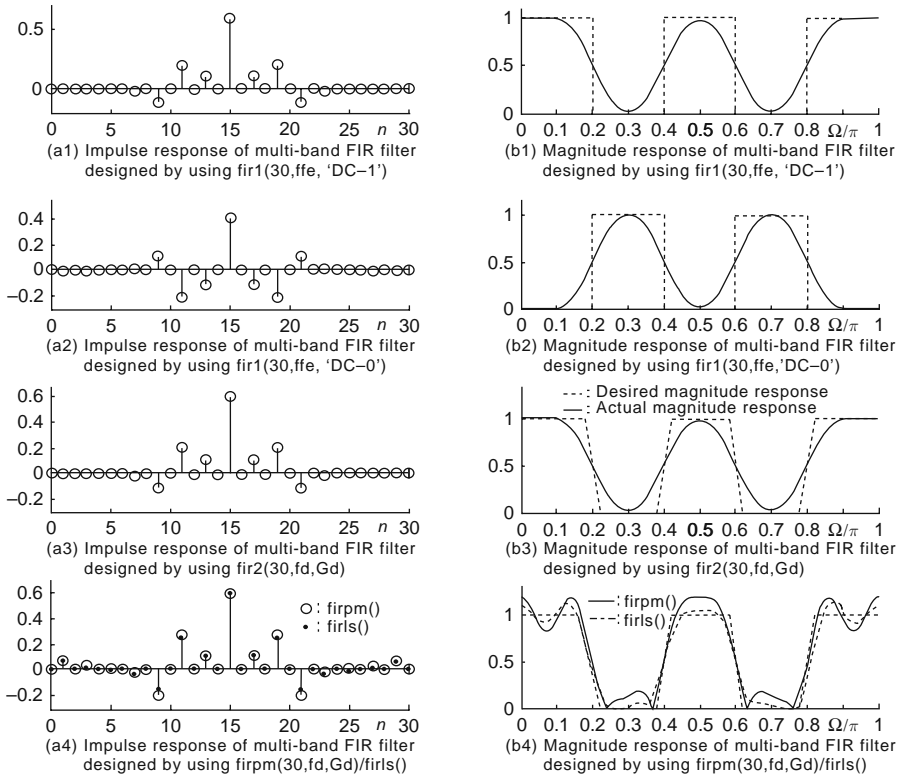 0.5
0
0 5 10 15 20 25 n 30
(a1) Impulse response of multi-band FIR filter
designed by using fir1(30,ffe, ‘DC–1’)
1
0.5
0
0 0.1 0.2 0.3 0.4 0.5 0.6 0.7 0.8 Ω/π 1
(b1) Magnitude response of multi-band FIR filter
designed by using fir1(30,ffe, ‘DC–1’)
0.4
0.2
0
–0.2
0 5 10 15 20 25 n 30
(a2) Impulse response of multi-band FIR filter
designed by using fir1(30,ffe, ‘DC–0’)
1
0.5
0
0 0.1 0.2 0.3 0.4 0.5 0.6 0.7 0.8 Ω/π 1
(b2) Magnitude response of multi-band FIR filter
designed by using fir1(30,ffe,’DC–0’)
0.6
0.4
0.2
0
–0.2
0 5 10 15 20 25 n 30
(a3) Impulse response of multi-band FIR filter
designed by using fir2(30,fd,Gd)
: Desired magnitude response
: Actual magnitude response
1
0.5
0
0 0.1 0.2 0.3 0.4 0.5 0.6 0.7 0.8 Ω/π 1
(b3) Magnitude response of multi-band FIR filter
designed by using fir2(30,fd,Gd)
0.6
0.4
0.2
0
–0.2
: firpm()
: firls()
0 5 10 15 20 25 n 30
(a4) Impulse response of multi-band FIR filter
designed by using firpm(30,fd,Gd)/firls()
: firpm()
: firls()
1
0.5
0
0 0.1 0.2 0.3 0.4 0.5 0.6 0.7 0.8 Ω/π 1
(b4) Magnitude response of multi-band FIR filter
designed by using firpm(30,fd,Gd)/firls()